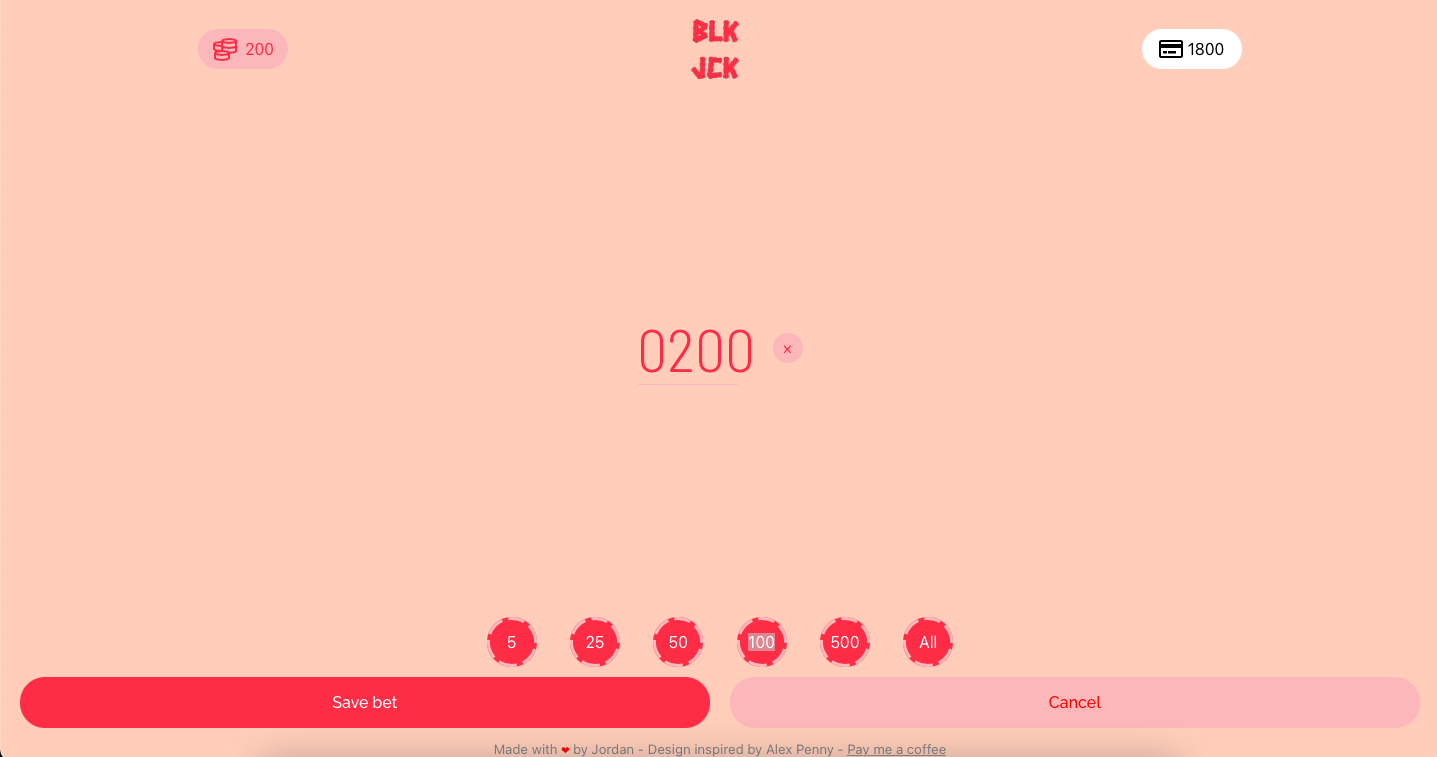 200
BLK
JCK
1800
0200
x
5
25
50
100
500
All
Save bet
Cancel
Made with ❤ by Jordan - Design inspired by Alex Penny - Pay me a coffee